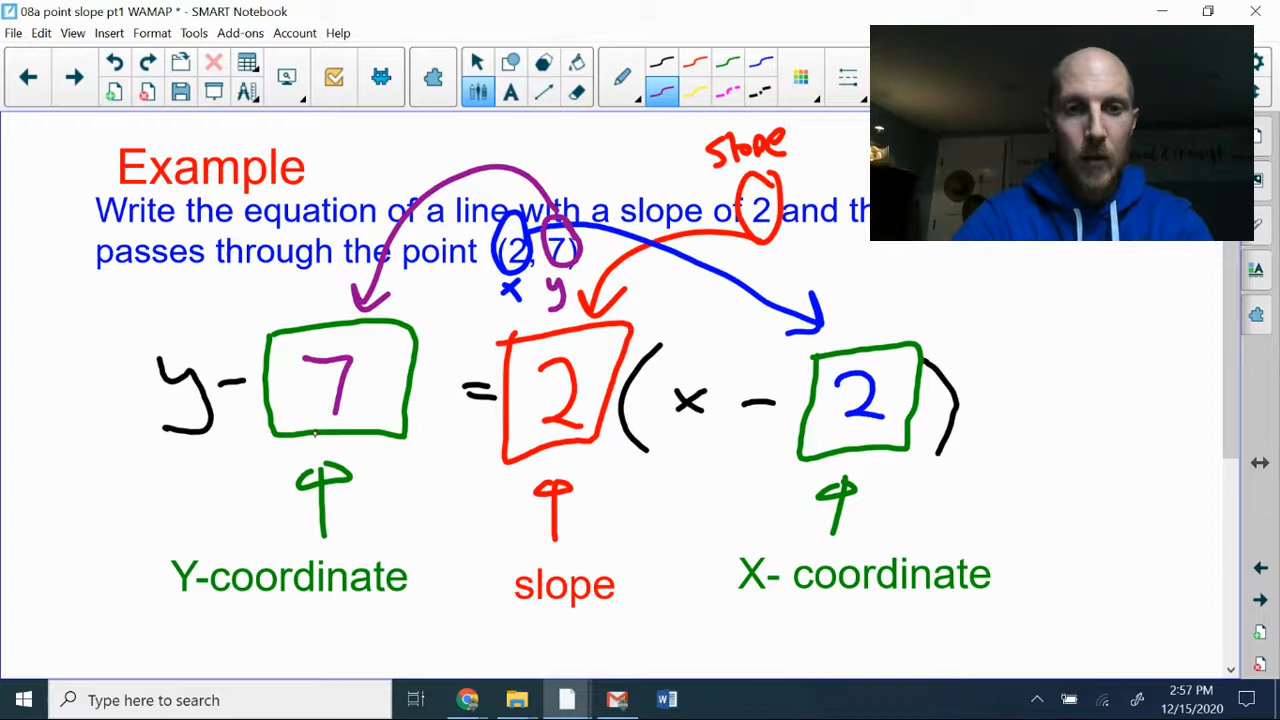 08a point slope pt1 WAMAP * - SMART Notebook
File Edit View Insert Format Tools Add-ons Account Help
Example
slope
Write the equation of a line with a slope of 2 and
passes through the point (2, 7)
x y
y - 7 = 2 ( x - 2 )
Y-coordinate
slope
X- coordinate
Type here to search
2:57 PM
12/15/2020